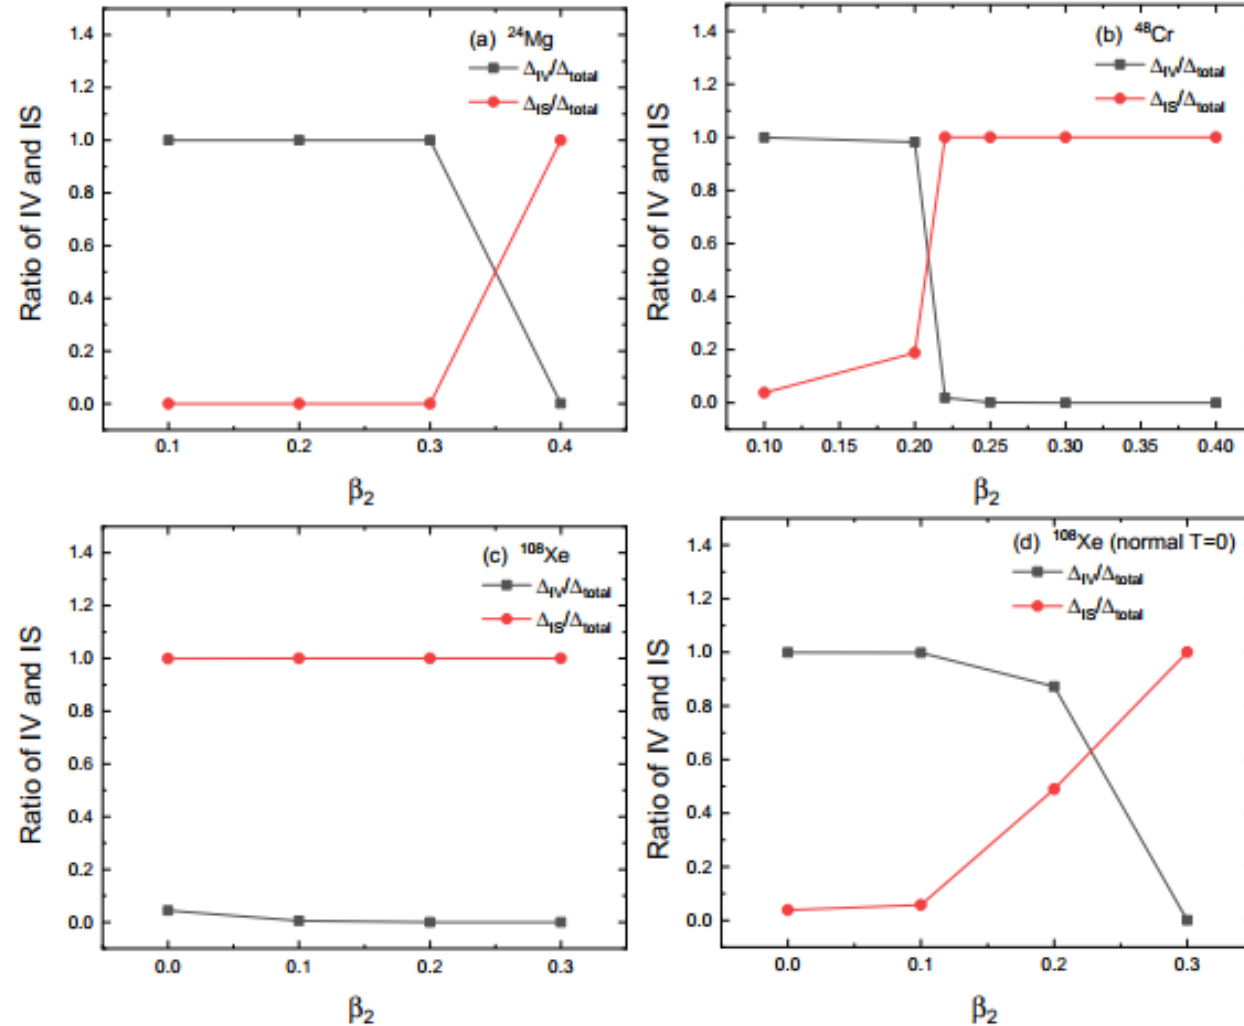 (a) ²⁴Mg
Δ_IV/Δ_total
Δ_IS/Δ_total
Ratio of IV and IS
1.4
1.2
1.0
0.8
0.6
0.4
0.2
0.0
0.1 0.2 0.3 0.4
β₂
(b) ⁴⁸Cr
Δ_IV/Δ_total
Δ_IS/Δ_total
Ratio of IV and IS
1.4
1.2
1.0
0.8
0.6
0.4
0.2
0.0
0.10 0.15 0.20 0.25 0.30 0.35 0.40
β₂
(c) ¹⁰⁸Xe
Δ_IV/Δ_total
Δ_IS/Δ_total
Ratio of IV and IS
1.4
1.2
1.0
0.8
0.6
0.4
0.2
0.0
0.0 0.1 0.2 0.3
β₂
(d) ¹⁰⁸Xe (normal T=0)
Δ_IV/Δ_total
Δ_IS/Δ_total
Ratio of IV and IS
1.4
1.2
1.0
0.8
0.6
0.4
0.2
0.0
0.0 0.1 0.2 0.3
β₂